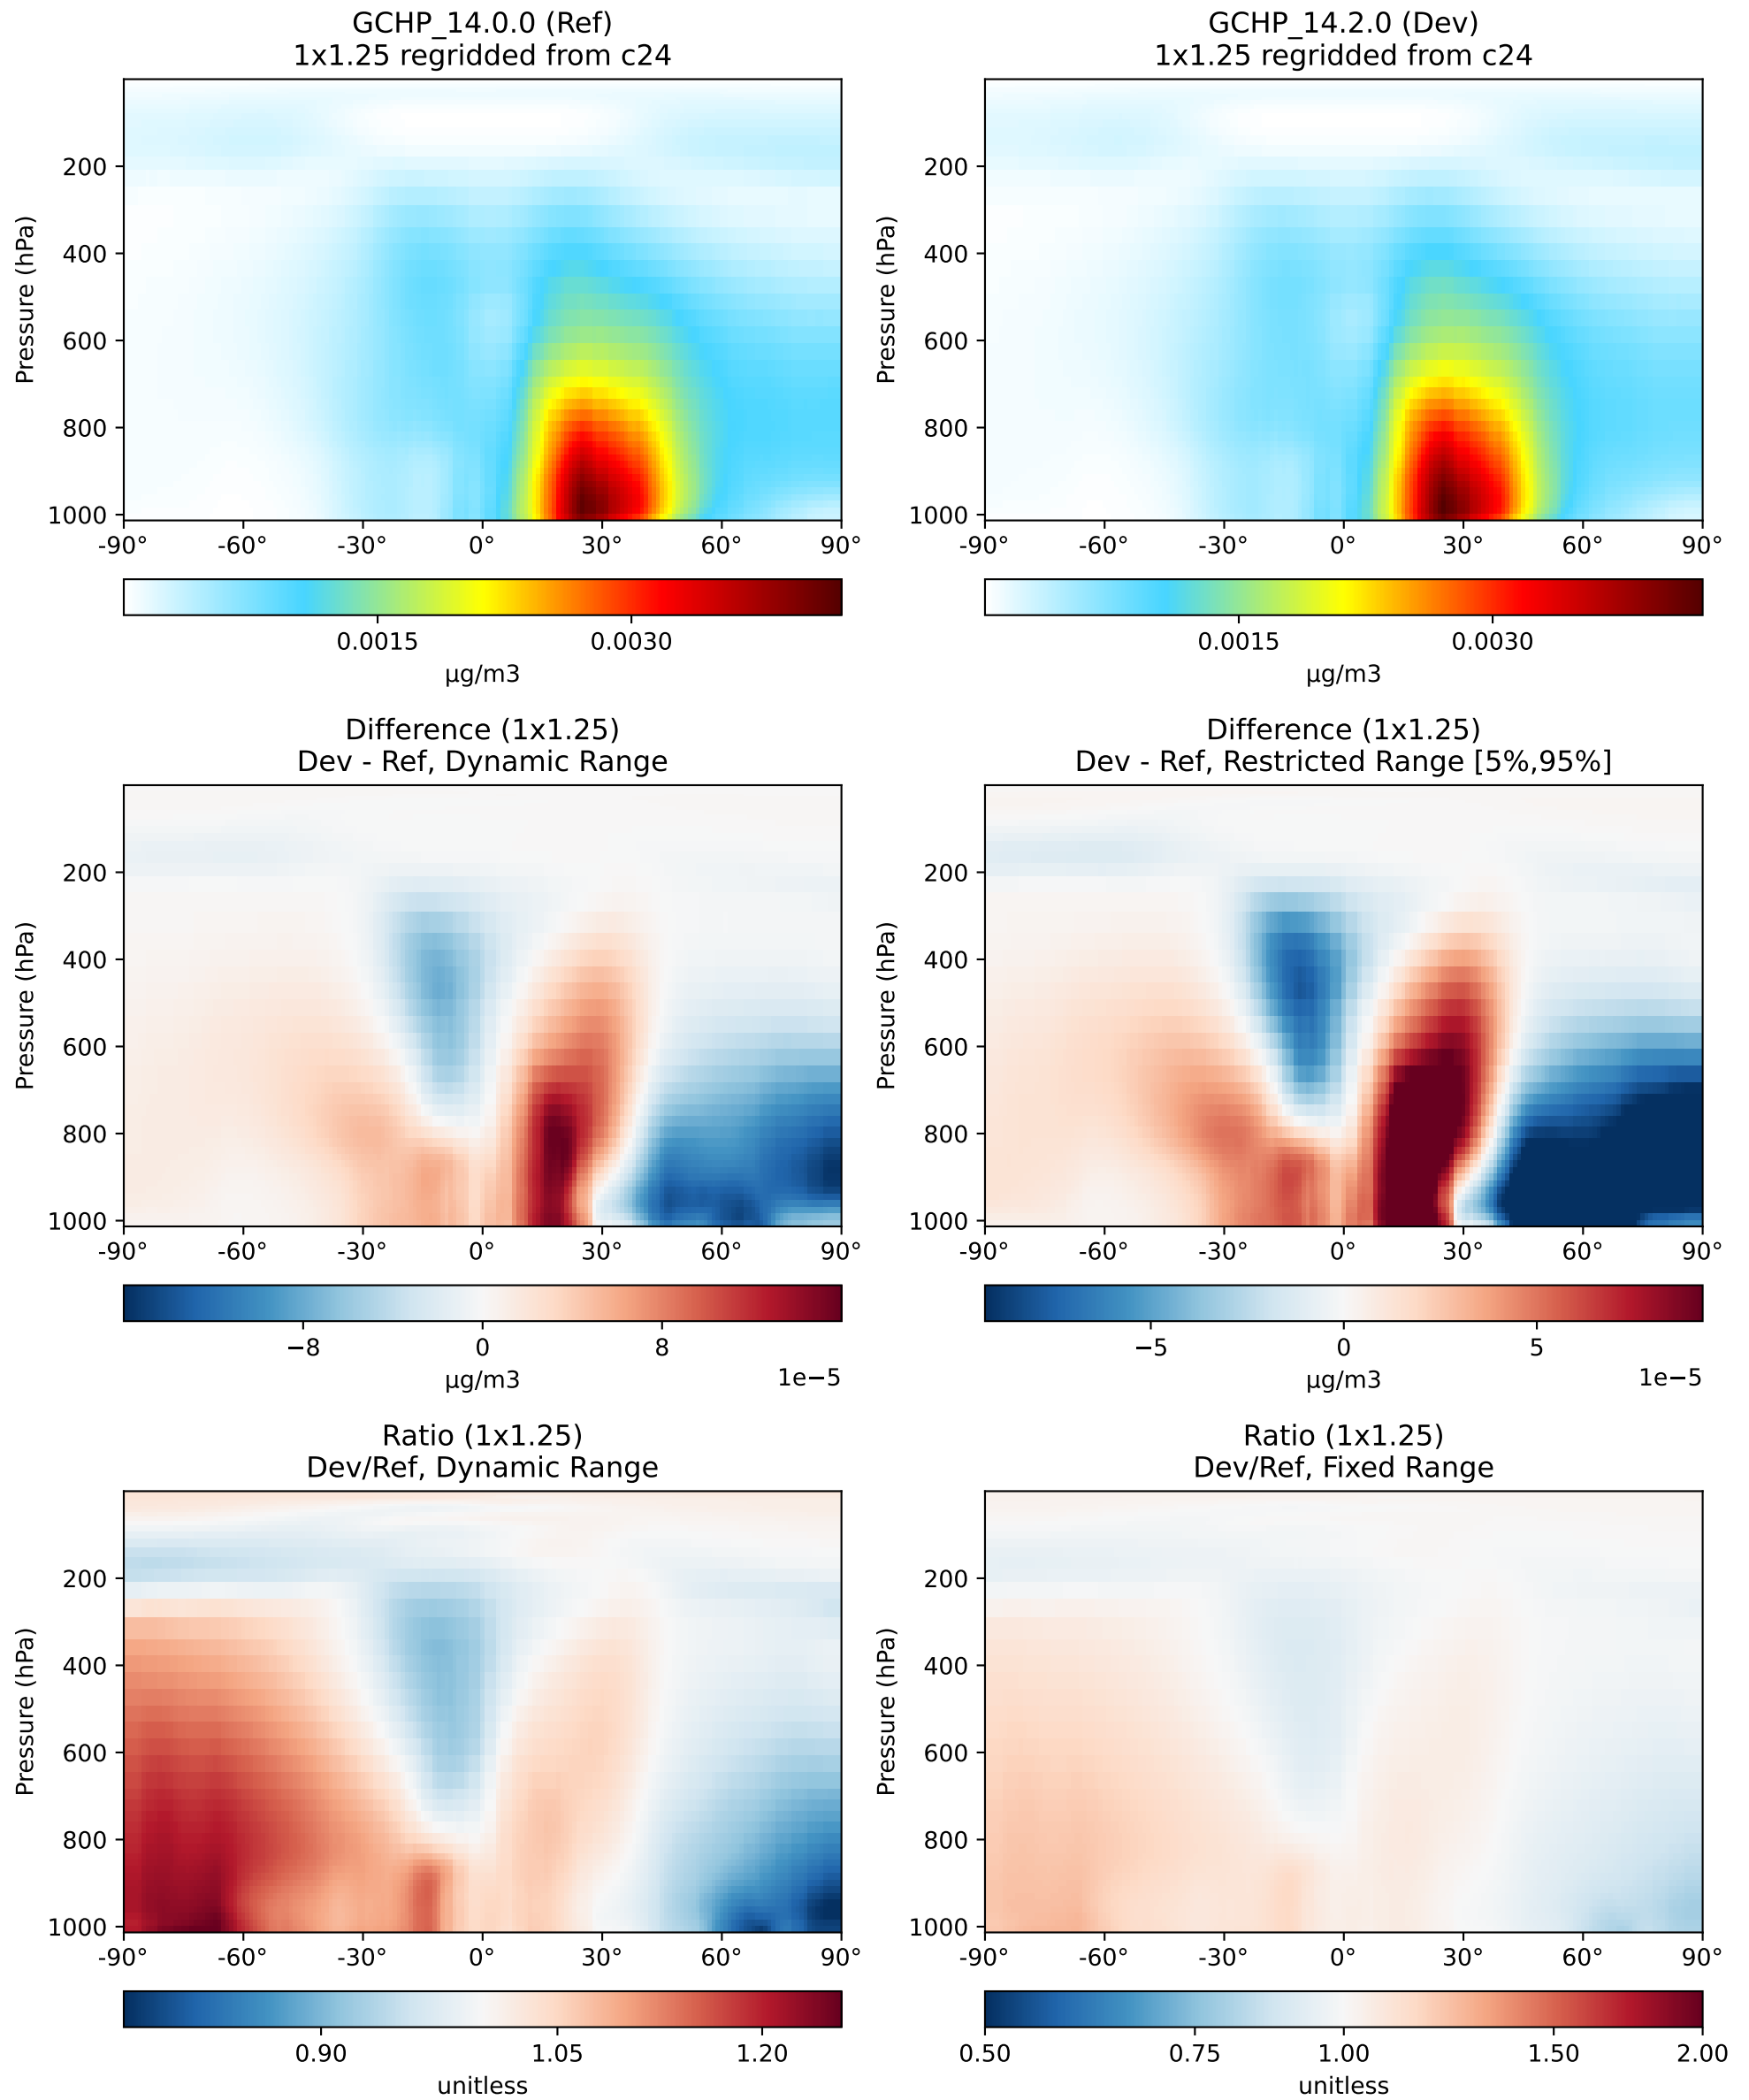 GCHP_14.0.0 (Ref)
1x1.25 regridded from c24
Pressure (hPa)
200
400
600
800
1000
-90° -60° -30° 0° 30° 60° 90°
0.0015 0.0030
μg/m3
GCHP_14.2.0 (Dev)
1x1.25 regridded from c24
Pressure (hPa)
200
400
600
800
1000
-90° -60° -30° 0° 30° 60° 90°
0.0015 0.0030
μg/m3
Difference (1x1.25)
Dev - Ref, Dynamic Range
Pressure (hPa)
200
400
600
800
1000
-90° -60° -30° 0° 30° 60° 90°
−8 0 8
μg/m3 1e−5
Difference (1x1.25)
Dev - Ref, Restricted Range [5%,95%]
Pressure (hPa)
200
400
600
800
1000
-90° -60° -30° 0° 30° 60° 90°
−5 0 5
μg/m3 1e−5
Ratio (1x1.25)
Dev/Ref, Dynamic Range
Pressure (hPa)
200
400
600
800
1000
-90° -60° -30° 0° 30° 60° 90°
0.90 1.05 1.20
unitless
Ratio (1x1.25)
Dev/Ref, Fixed Range
Pressure (hPa)
200
400
600
800
1000
-90° -60° -30° 0° 30° 60° 90°
0.50 0.75 1.00 1.50 2.00
unitless